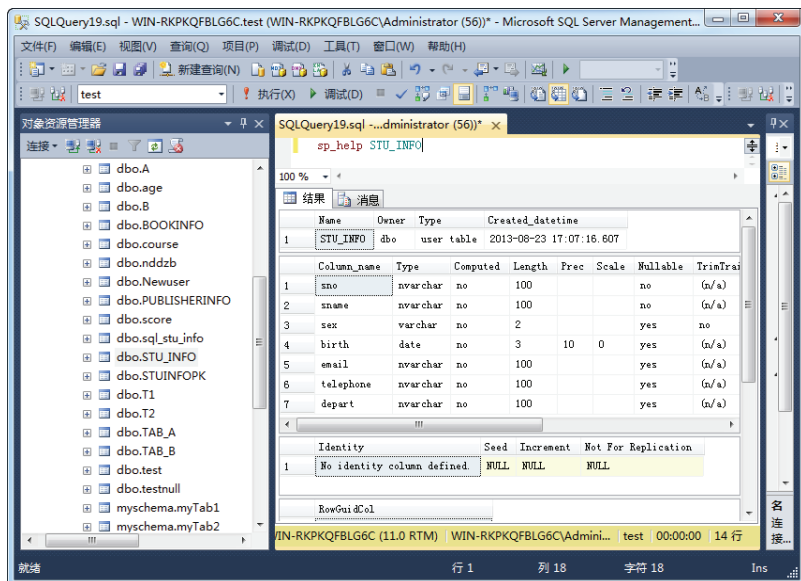 SQLQuery19.sql - WIN-RKPKQFBLG6C.test (WIN-RKPKQFBLG6C\Administrator (56))* - Microsoft SQL Server Management...
文件(F) 编辑(E) 视图(V) 查询(Q) 项目(P) 调试(D) 工具(T) 窗口(W) 帮助(H)
新建查询(N)
test 执行(X) 调试(D)
对象资源管理器
连接
dbo.A
dbo.age
dbo.B
dbo.BOOKINFO
dbo.course
dbo.nddzb
dbo.Newuser
dbo.PUBLISHERINFO
dbo.score
dbo.sql_stu_info
dbo.STU_INFO
dbo.STUINFOPK
dbo.T1
dbo.T2
dbo.TAB_A
dbo.TAB_B
dbo.test
dbo.testnull
myschema.myTab1
myschema.myTab2
SQLQuery19.sql -...dministrator (56))*
sp_help STU_INFO
100 %
结果 消息
Name Owner Type Created_datetime
1 STU_INFO dbo user table 2013-08-23 17:07:16.607
Column_name Type Computed Length Prec Scale Nullable TrimTrai
1 sno nvarchar no 100 no (n/a)
2 sname nvarchar no 100 no (n/a)
3 sex varchar no 2 yes no
4 birth date no 3 10 0 yes (n/a)
5 email nvarchar no 100 yes (n/a)
6 telephone nvarchar no 100 yes (n/a)
7 depart nvarchar no 100 yes (n/a)
Identity Seed Increment Not For Replication
1 No identity column defined. NULL NULL NULL
RowGuidCol
IN-RKPKQFBLG6C (11.0 RTM) WIN-RKPKQFBLG6C\Admini... test 00:00:00 14 行
名
连
接...
就绪 行 1 列 18 字符 18 Ins